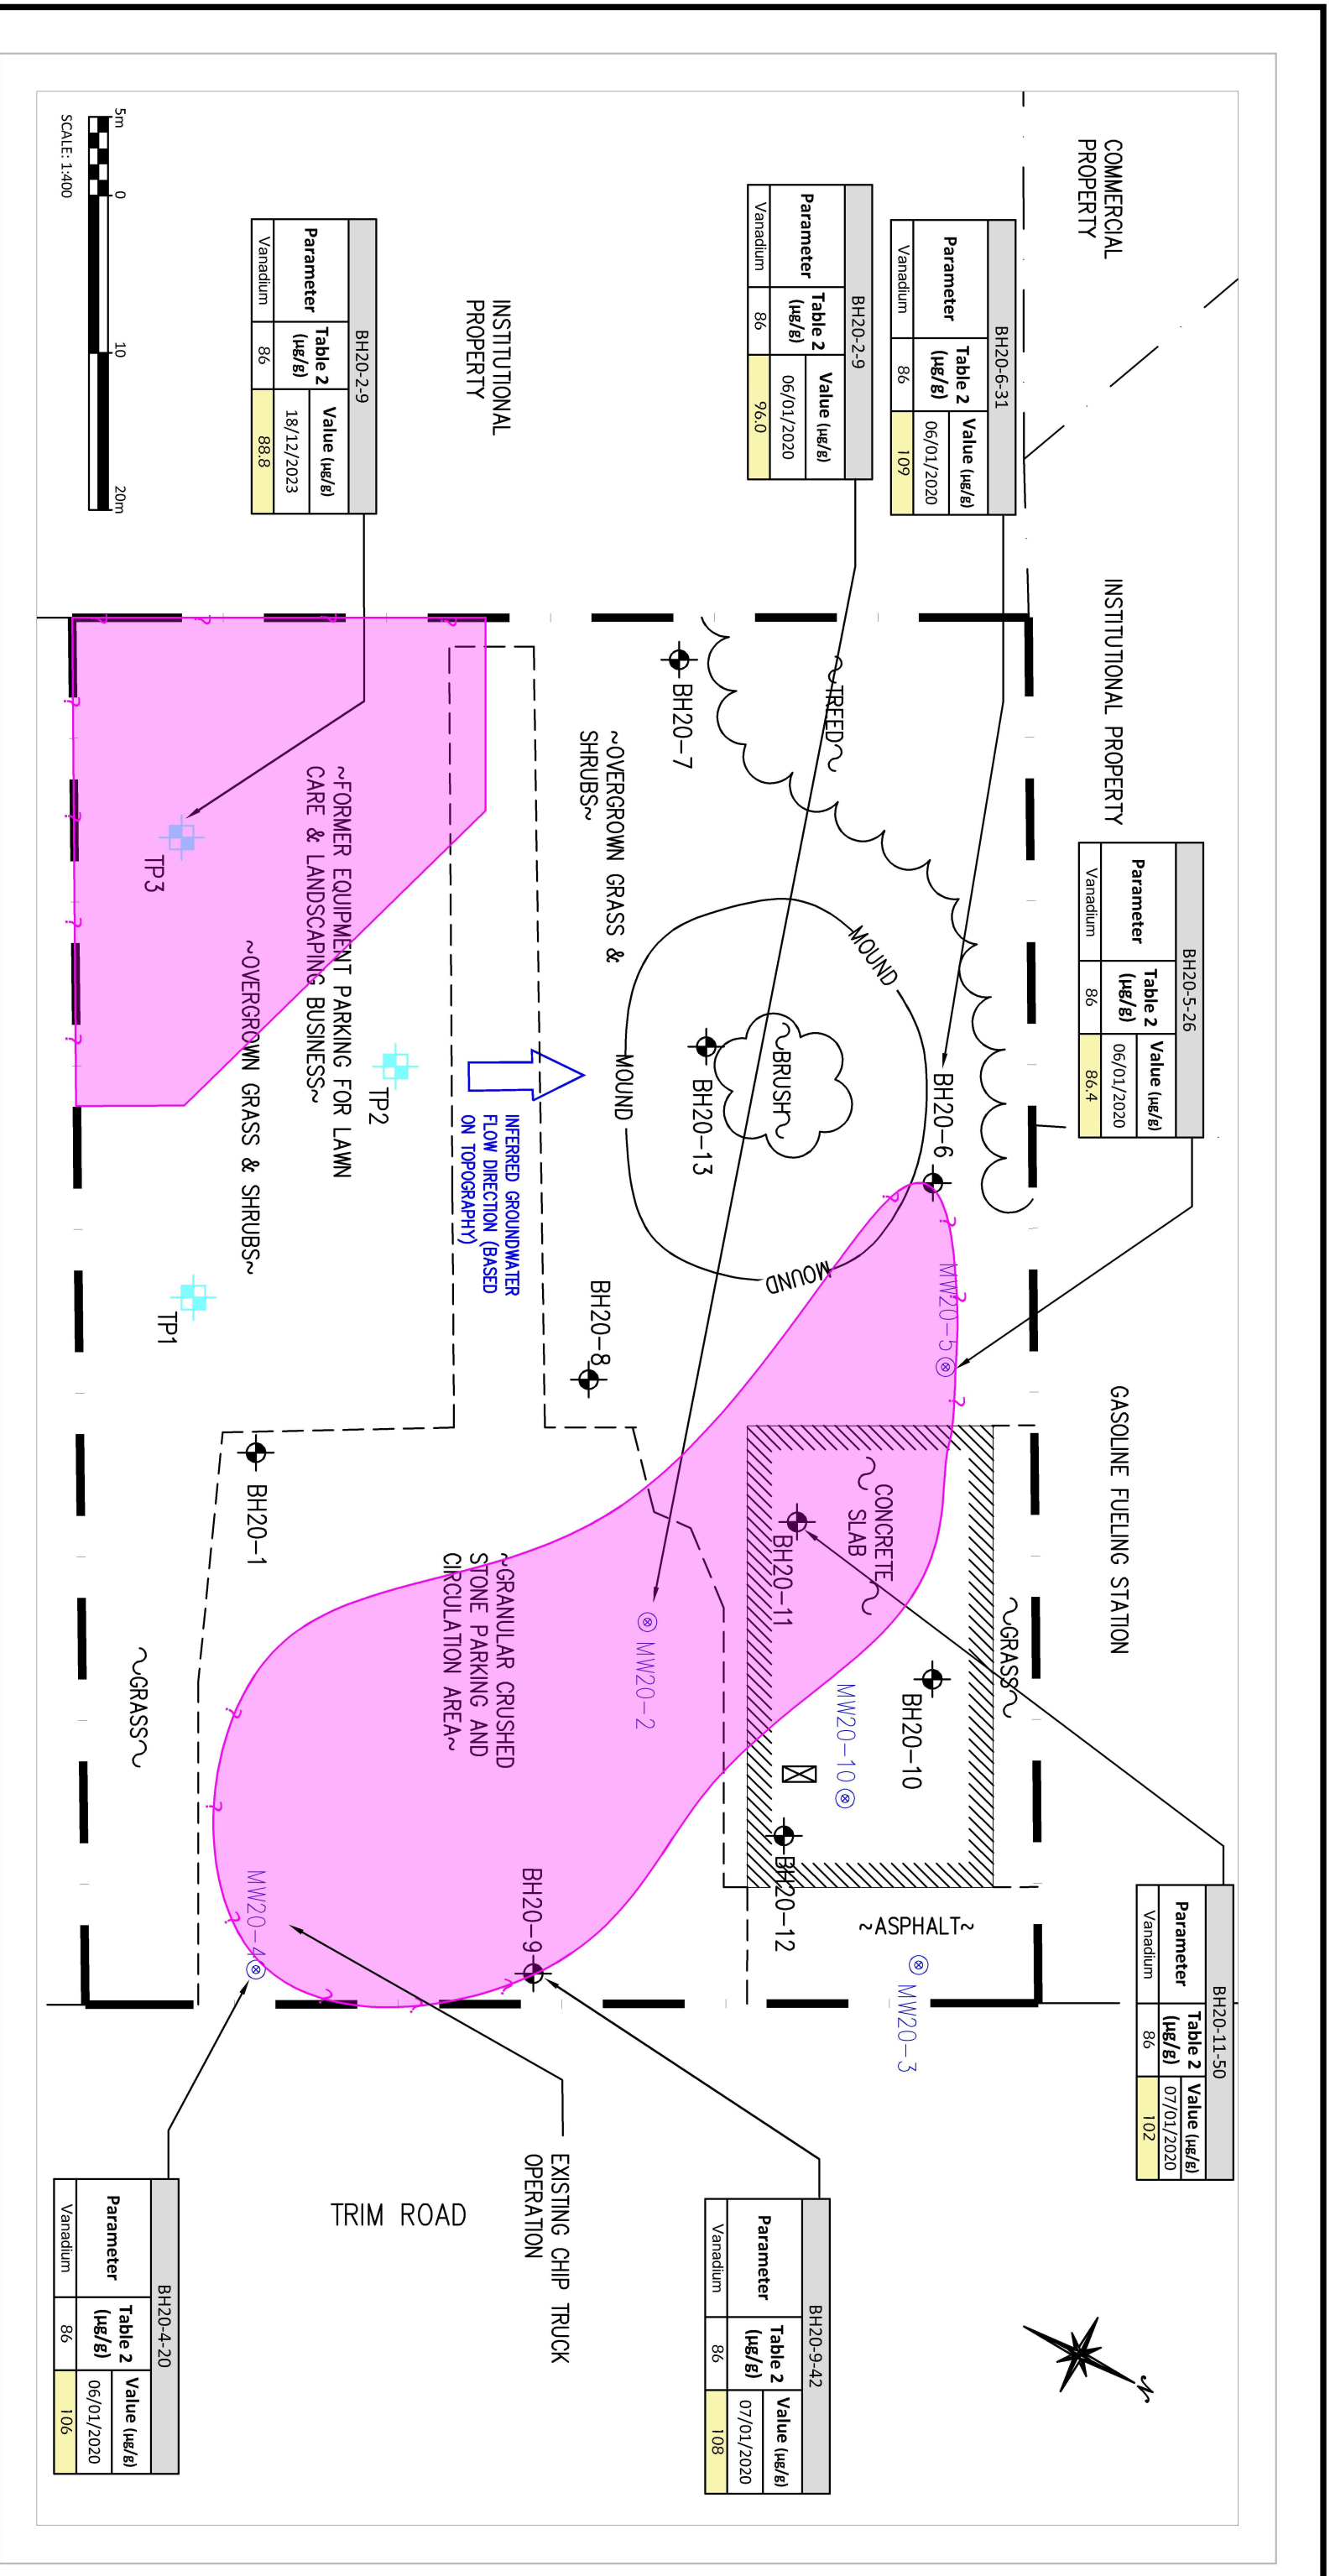 COMMERCIAL
PROPERTY
INSTITUTIONAL PROPERTY
GASOLINE FUELING STATION
BH20-5-26
Parameter
Table 2
(µg/g)
Value (µg/g)
06/01/2020
Vanadium
86
86.4
BH20-11-50
Parameter
Table 2
(µg/g)
Value (µg/g)
07/01/2020
Vanadium
86
102
BH20-6-31
Parameter
Table 2
(µg/g)
Value (µg/g)
06/01/2020
Vanadium
86
109
BH20-2-9
Parameter
Table 2
(µg/g)
Value (µg/g)
06/01/2020
Vanadium
86
96.0
INSTITUTIONAL
PROPERTY
BH20-2-9
Parameter
Table 2
(µg/g)
Value (µg/g)
18/12/2023
Vanadium
86
88.8
5m 0 10 20m
SCALE: 1:400
~TREED~
BH20-7
~OVERGROWN GRASS &
SHRUBS~
MOUND
BRUSH
BH20-13
MOUND
MOUND
BH20-6
MW20-5
BH20-8
INFERRED GROUNDWATER
FLOW DIRECTION (BASED
ON TOPOGRAPHY)
~FORMER EQUIPMENT PARKING FOR LAWN
CARE & LANDSCAPING BUSINESS~
TP2
~OVERGROWN GRASS & SHRUBS~
TP3
TP1
BH20-1
~GRASS~
CONCRETE
SLAB
BH20-11
~GRASS~
BH20-10
MW20-10
BH20-12
~ASPHALT~
MW20-3
MW20-2
~GRANULAR CRUSHED
STONE PARKING AND
CIRCULATION AREA~
BH20-9
MW20-4
~GRASS~
EXISTING CHIP TRUCK
OPERATION
TRIM ROAD
N
BH20-9-42
Parameter
Table 2
(µg/g)
Value (µg/g)
07/01/2020
Vanadium
86
108
BH20-4-20
Parameter
Table 2
(µg/g)
Value (µg/g)
06/01/2020
Vanadium
86
106